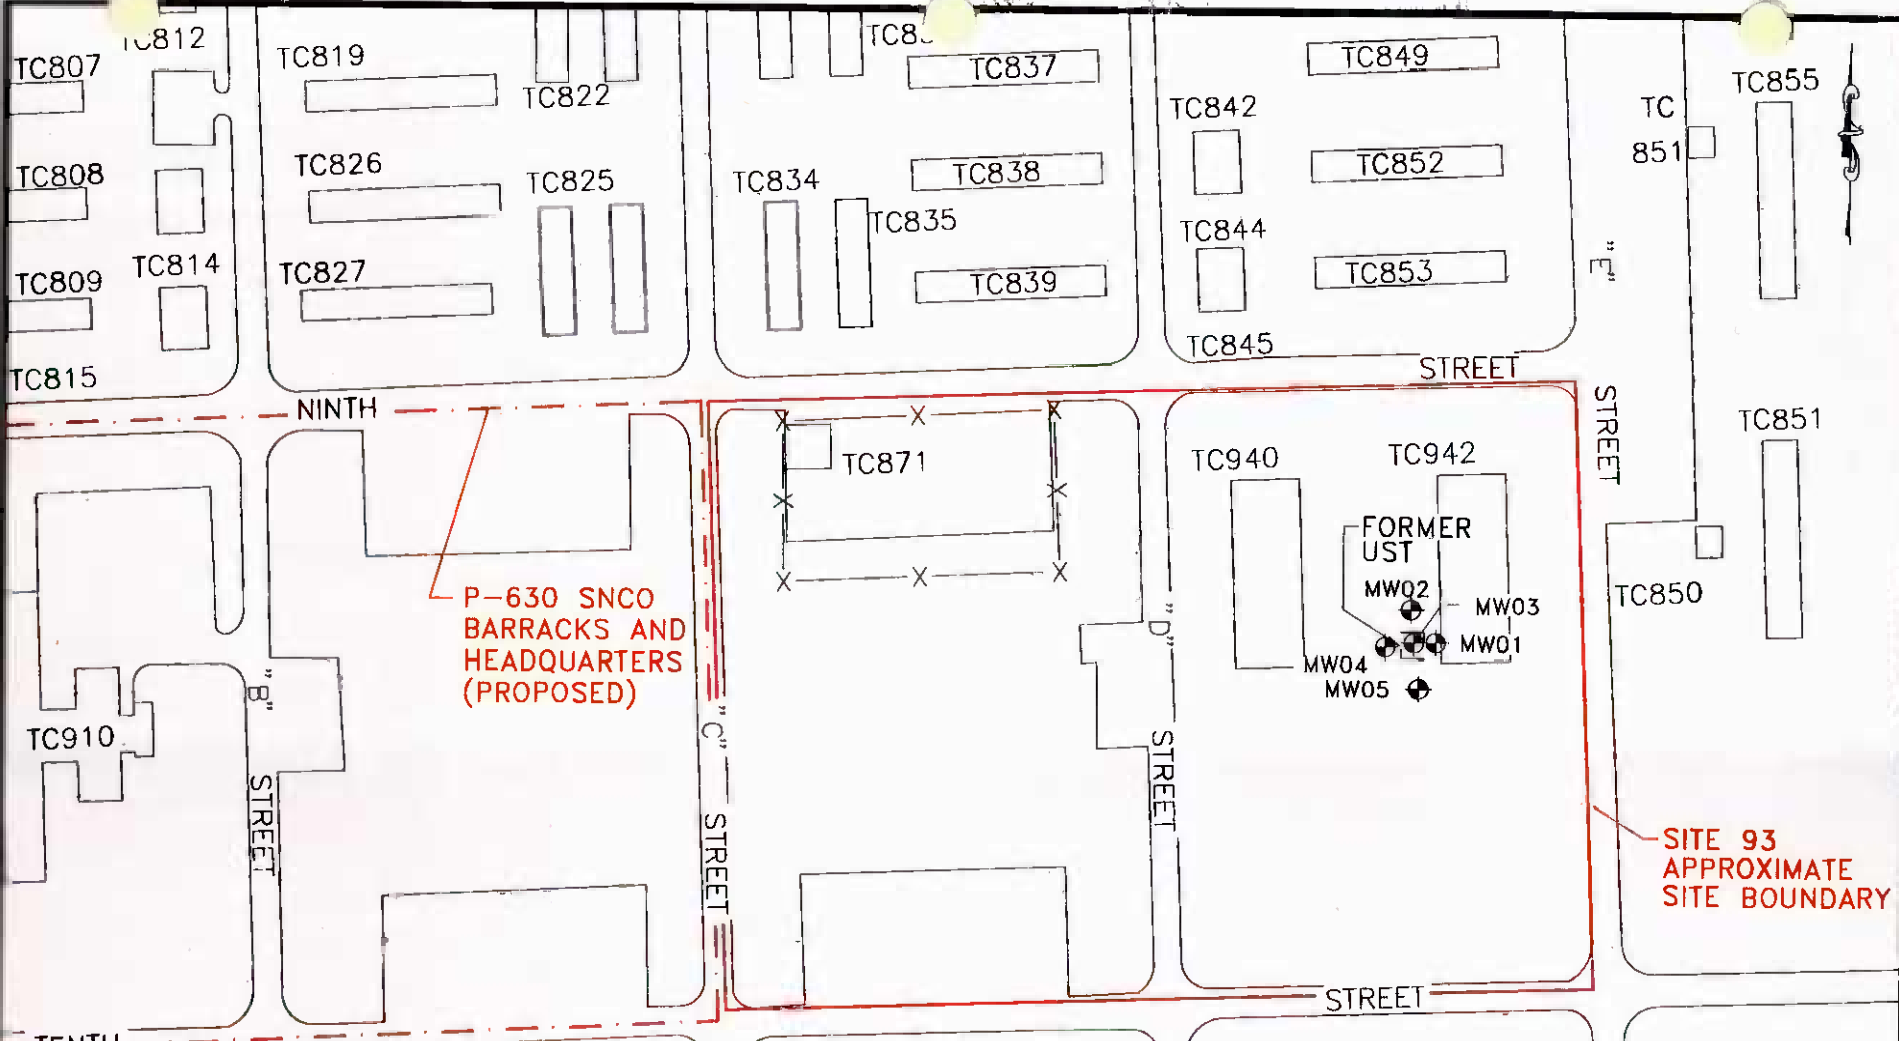 TC812
TC807
TC819
TC822
TC837
TC849
TC855
TC842
TC
851
TC808
TC826
TC825
TC834
TC838
TC852
TC835
TC844
TC809
TC814
TC827
TC839
TC853
"E"
TC815
TC845
STREET
NINTH
STREET
TC871
TC940
TC942
TC851
FORMER
UST
MW02
MW03
MW01
MW04
MW05
TC850
P-630 SNCO
BARRACKS AND
HEADQUARTERS
(PROPOSED)
"B"
STREET
"C"
STREET
"D"
STREET
TC910
SITE 93
APPROXIMATE
SITE BOUNDARY
STREET
TENTH